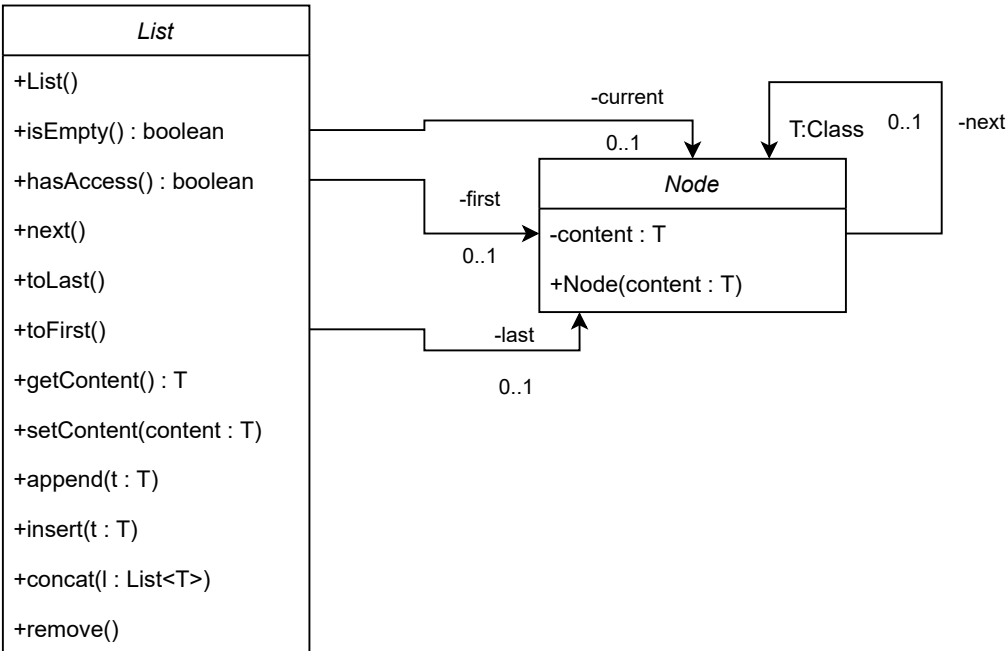 List
+List()
+isEmpty() : boolean
+hasAccess() : boolean
+next()
+toLast()
+toFirst()
+getContent() : T
+setContent(content : T)
+append(t : T)
+insert(t : T)
+concat(l : List<T>)
+remove()
-current
0..1
-first
0..1
-last
0..1
T:Class
0..1
-next
Node
-content : T
+Node(content : T)